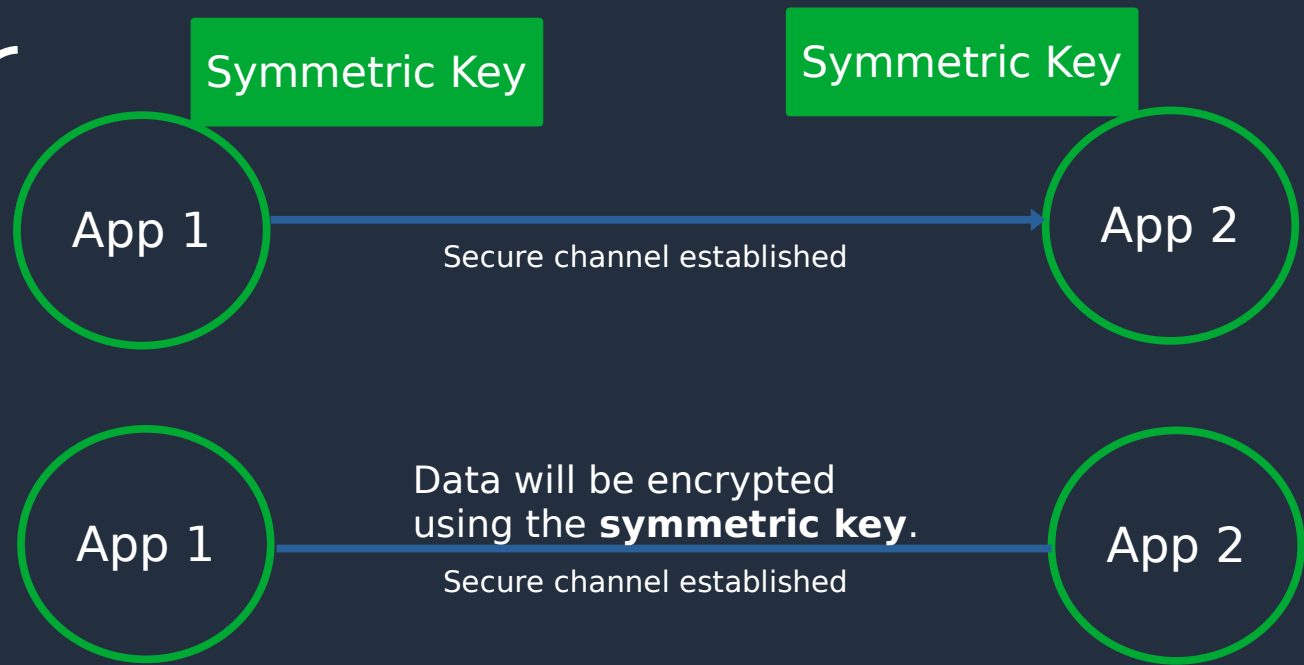 Symmetric Key
Symmetric Key
App 1
App 2
Secure channel established
Data will be encrypted
using the symmetric key.
App 1
App 2
Secure channel established